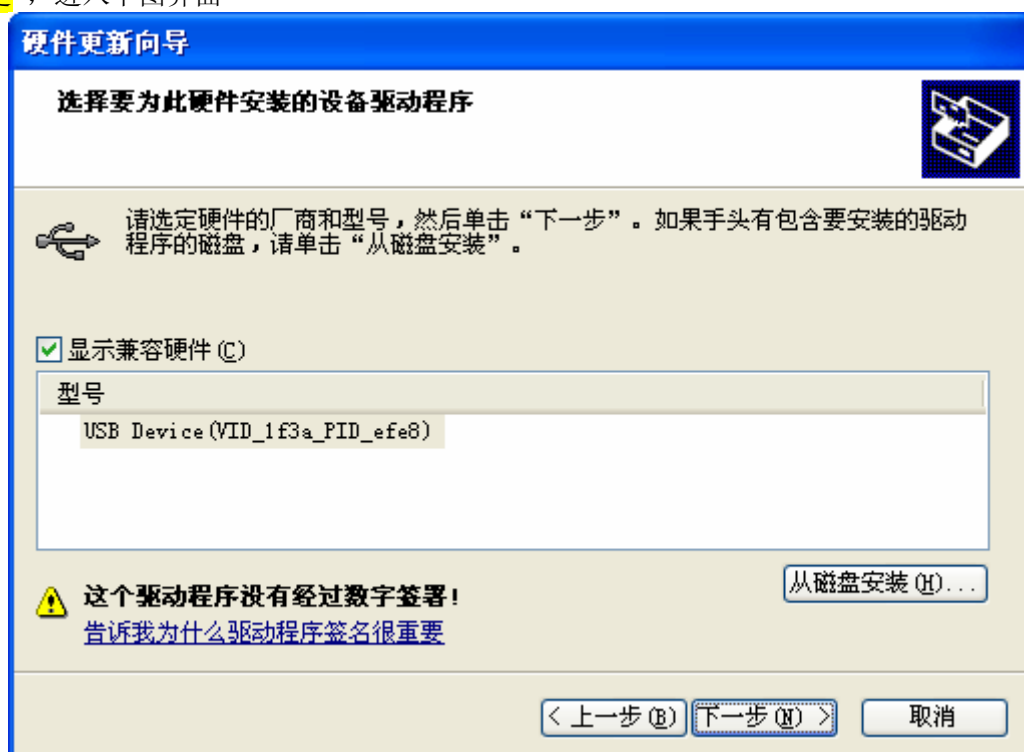 ，进入下图界面
硬件更新向导
选择要为此硬件安装的设备驱动程序
请选定硬件的厂商和型号，然后单击“下一步”。如果手头有包含要安装的驱动
程序的磁盘，请单击“从磁盘安装”。
显示兼容硬件(C)
型号
USB Device(VID_1f3a_PID_efe8)
这个驱动程序没有经过数字签署!
从磁盘安装(H)...
告诉我为什么驱动程序签名很重要
< 上一步(B)
下一步(N) >
取消